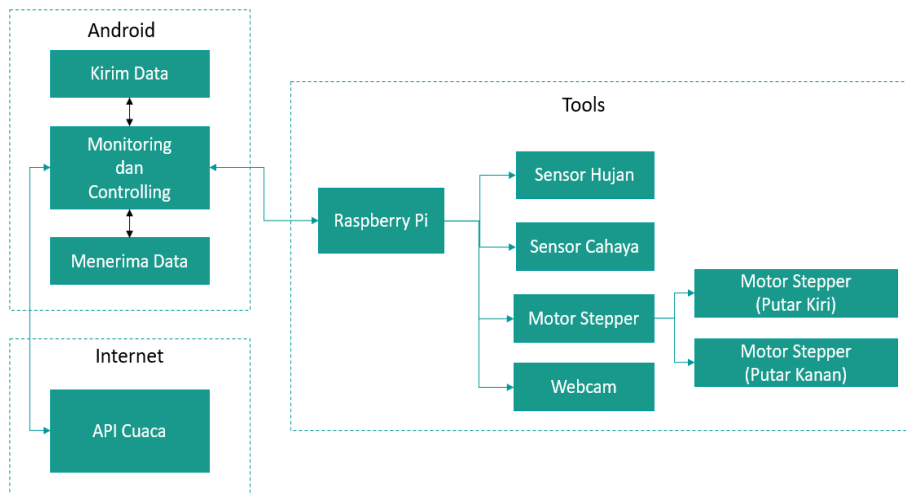 Android
Kirim Data
Monitoring
dan
Controlling
Menerima Data
Internet
API Cuaca
Tools
Raspberry Pi
Sensor Hujan
Sensor Cahaya
Motor Stepper
Webcam
Motor Stepper
(Putar Kiri)
Motor Stepper
(Putar Kanan)